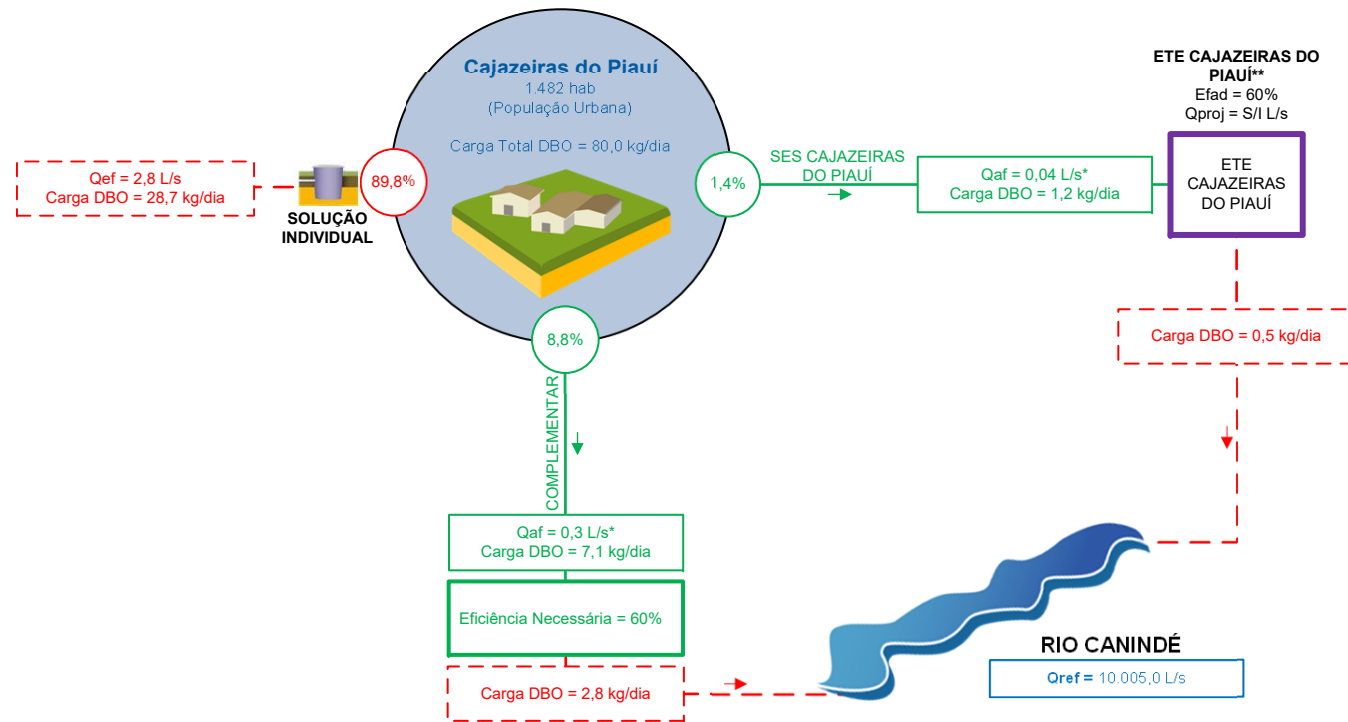 Cajazeiras do Piauí
1.482 hab
(População Urbana)
Carga Total DBO = 80,0 kg/dia
ETE CAJAZEIRAS DO
PIAUÍ**
Efad = 60%
Qproj = S/I L/s
Qef = 2,8 L/s
Carga DBO = 28,7 kg/dia
SOLUÇÃO
INDIVIDUAL
89,8%
1,4%
SES CAJAZEIRAS
DO PIAUÍ
Qaf = 0,04 L/s*
Carga DBO = 1,2 kg/dia
ETE
CAJAZEIRAS
DO PIAUÍ
Carga DBO = 0,5 kg/dia
8,8%
COMPLEMENTAR
Qaf = 0,3 L/s*
Carga DBO = 7,1 kg/dia
Eficiência Necessária = 60%
Carga DBO = 2,8 kg/dia
RIO CANINDÉ
Qref = 10.005,0 L/s